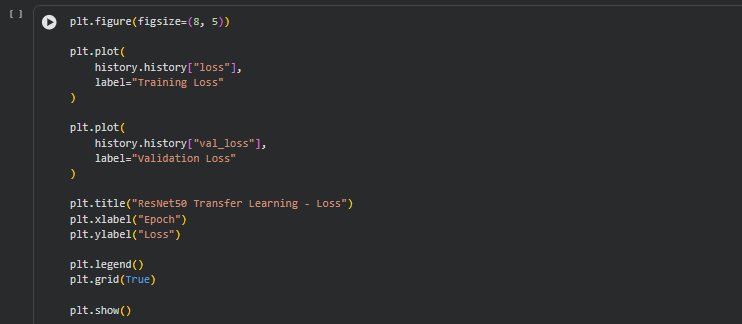 [ ]
plt.figure(figsize=(8, 5))
plt.plot(
    history.history["loss"],
    label="Training Loss"
)
plt.plot(
    history.history["val_loss"],
    label="Validation Loss"
)
plt.title("ResNet50 Transfer Learning - Loss")
plt.xlabel("Epoch")
plt.ylabel("Loss")
plt.legend()
plt.grid(True)
plt.show()